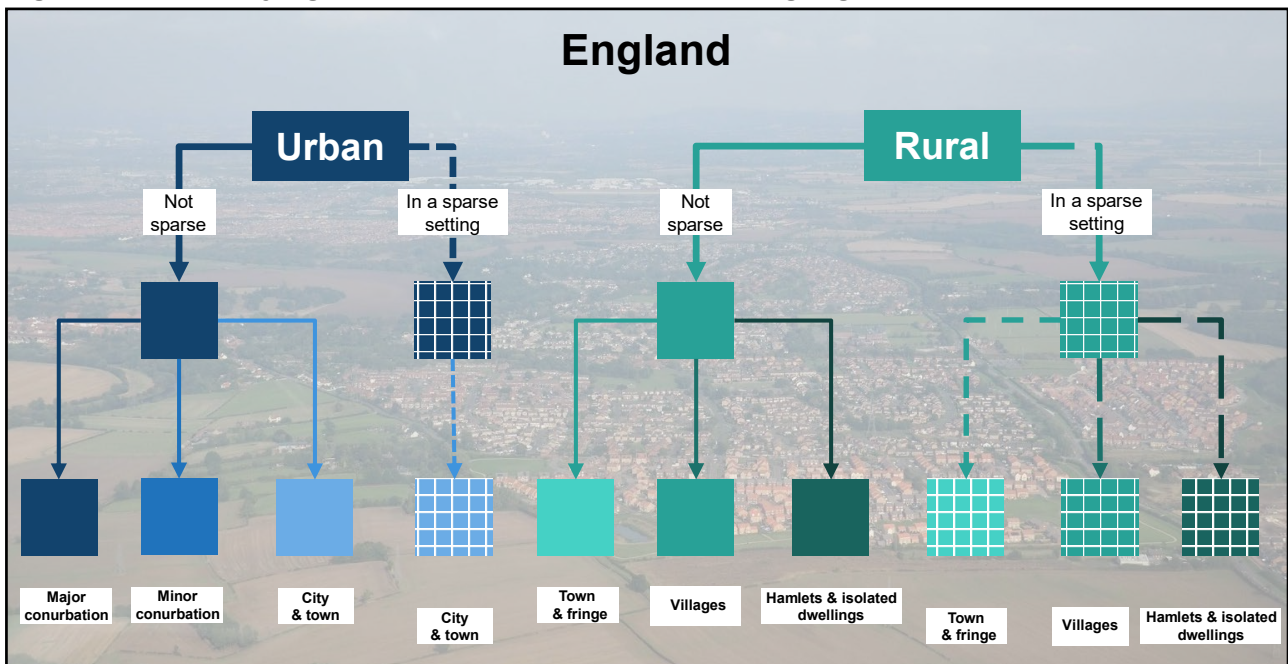 England
Urban
Rural
Not
sparse
In a sparse
setting
Not
sparse
In a sparse
setting
Major
conurbation
Minor
conurbation
City
& town
City
& town
Town
& fringe
Villages
Hamlets & isolated
dwellings
Town
& fringe
Villages
Hamlets & isolated
dwellings